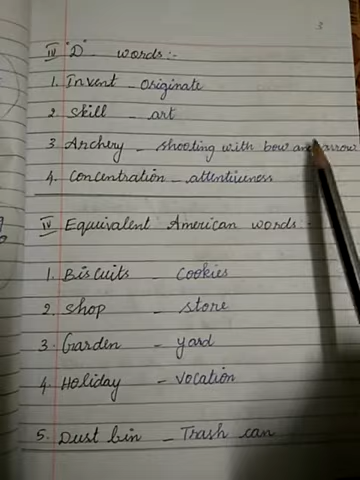 3
IV "D" words:-
1. Invent - originate
2. Skill - art
3. Archery - shooting with bow and arrow
4. Concentration - attentiveness
IV Equivalent American words:-
1. Biscuits - Cookies
2. Shop - store
3. Garden - yard
4. Holiday - Vocation
5. Dust bin - Trash can